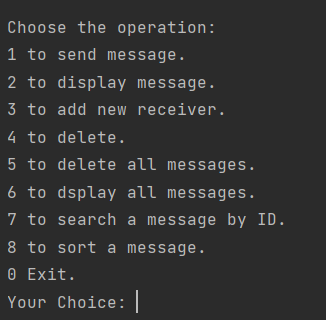 Choose the operation:
1 to send message.
2 to display message.
3 to add new receiver.
4 to delete.
5 to delete all messages.
6 to dsplay all messages.
7 to search a message by ID.
8 to sort a message.
0 Exit.
Your Choice: